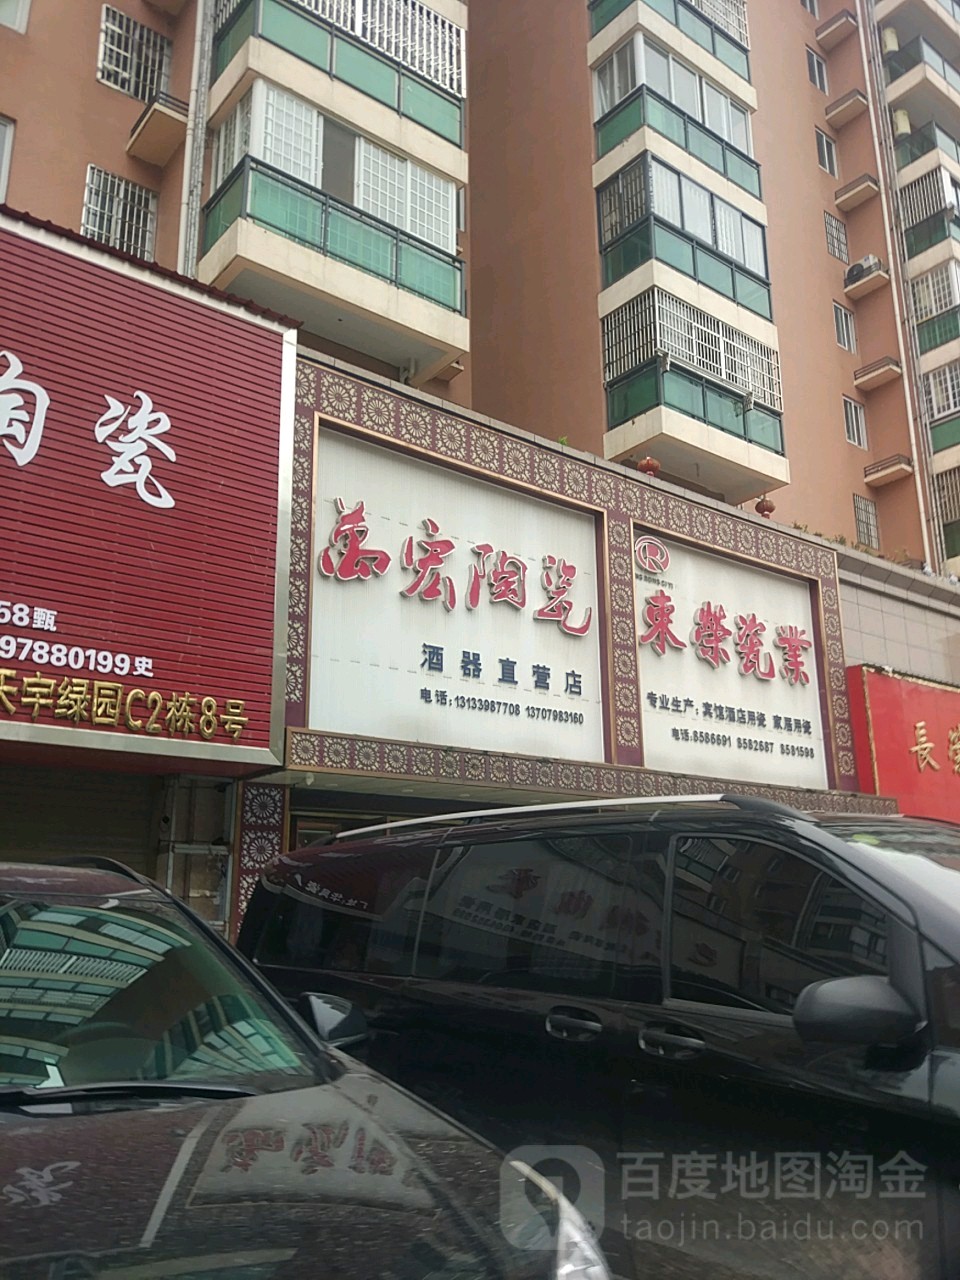 陶瓷
58甄
97880199史
天宇绿园C2栋8号
萬宏陶瓷
酒器直营店
电话:13133987708 13707983160
R
東榮瓷業
专业生产:宾馆酒店用瓷 家居用瓷
电话:8586691 8582687 8581598
長
百度地图淘金
taojin.baidu.com